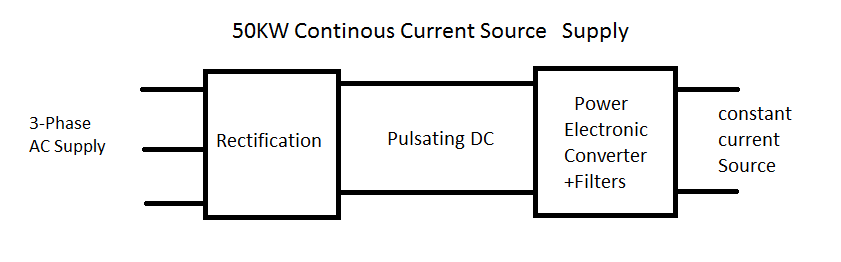 50KW Continous Current Source Supply
3-Phase
AC Supply
Rectification
Pulsating DC
Power
Electronic
Converter
+Filters
constant
current
Source